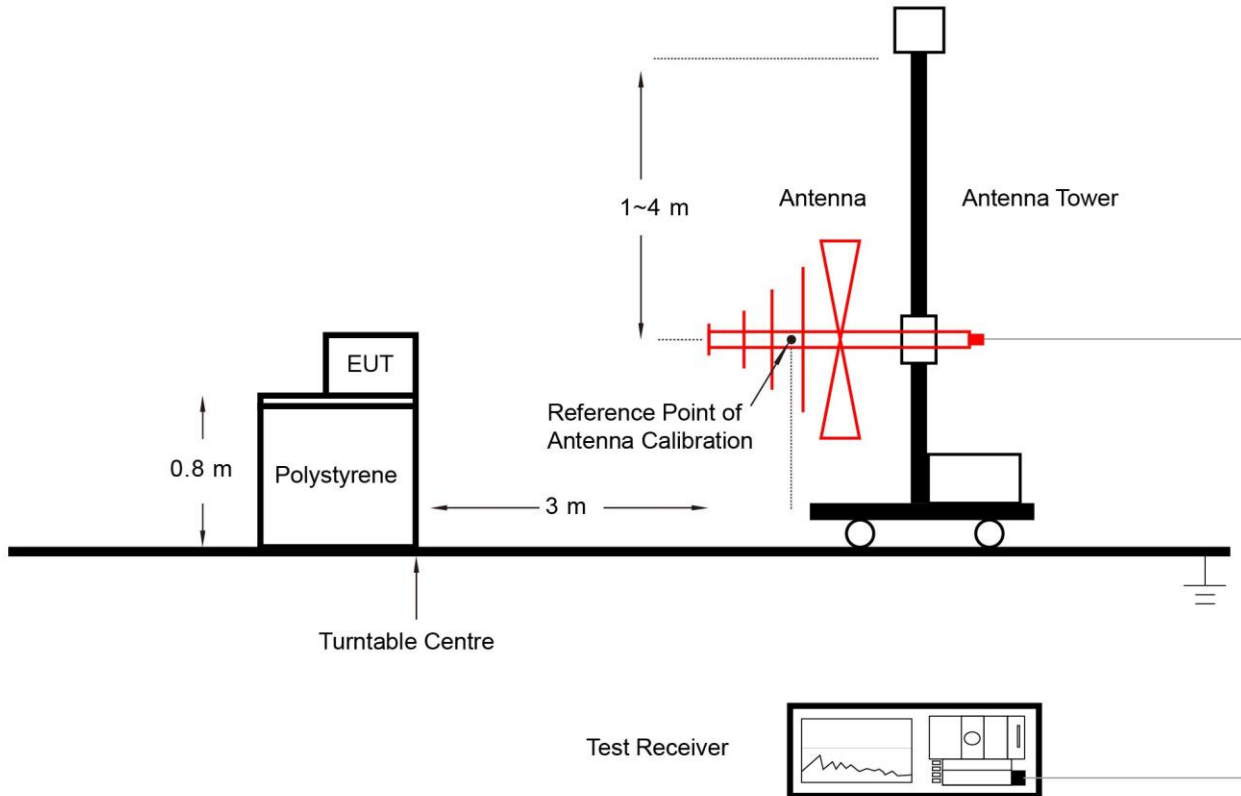 1~4 m
Antenna
Antenna Tower
EUT
Reference Point of
Antenna Calibration
0.8 m
Polystyrene
3 m
Turntable Centre
Test Receiver